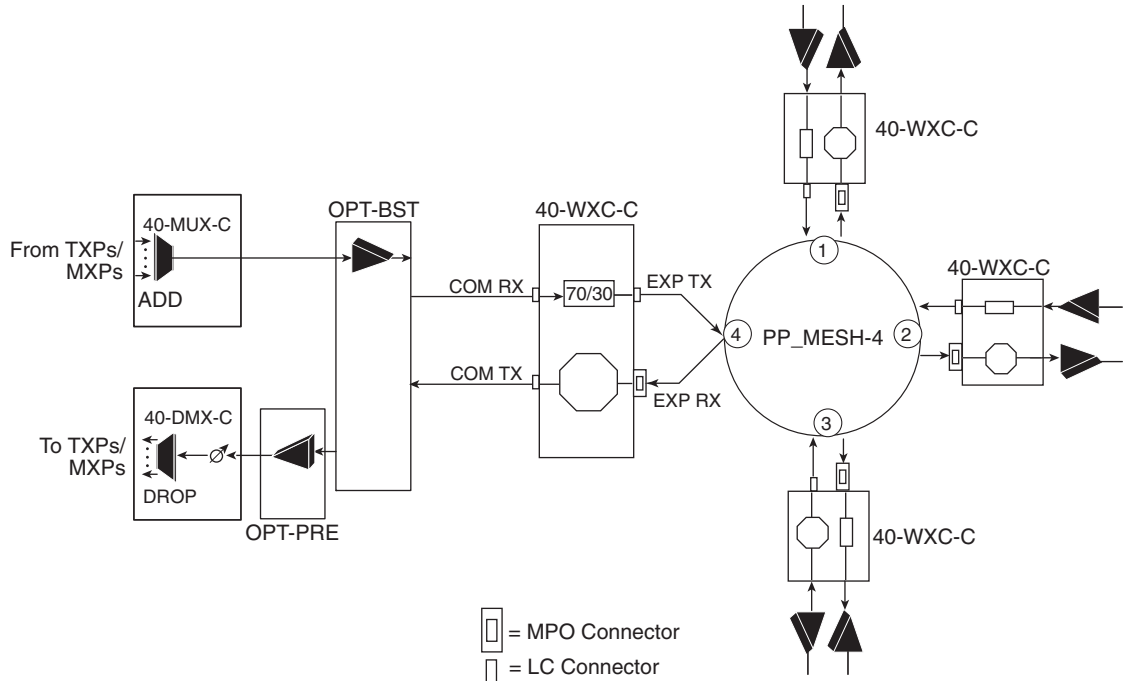 40-WXC-C
OPT-BST
40-WXC-C
40-MUX-C
From TXPs/
MXPs
ADD
COM RX
70/30
EXP TX
1
40-WXC-C
4
PP_MESH-4
2
COM TX
EXP RX
40-DMX-C
To TXPs/
MXPs
DROP
OPT-PRE
3
40-WXC-C
= MPO Connector
= LC Connector